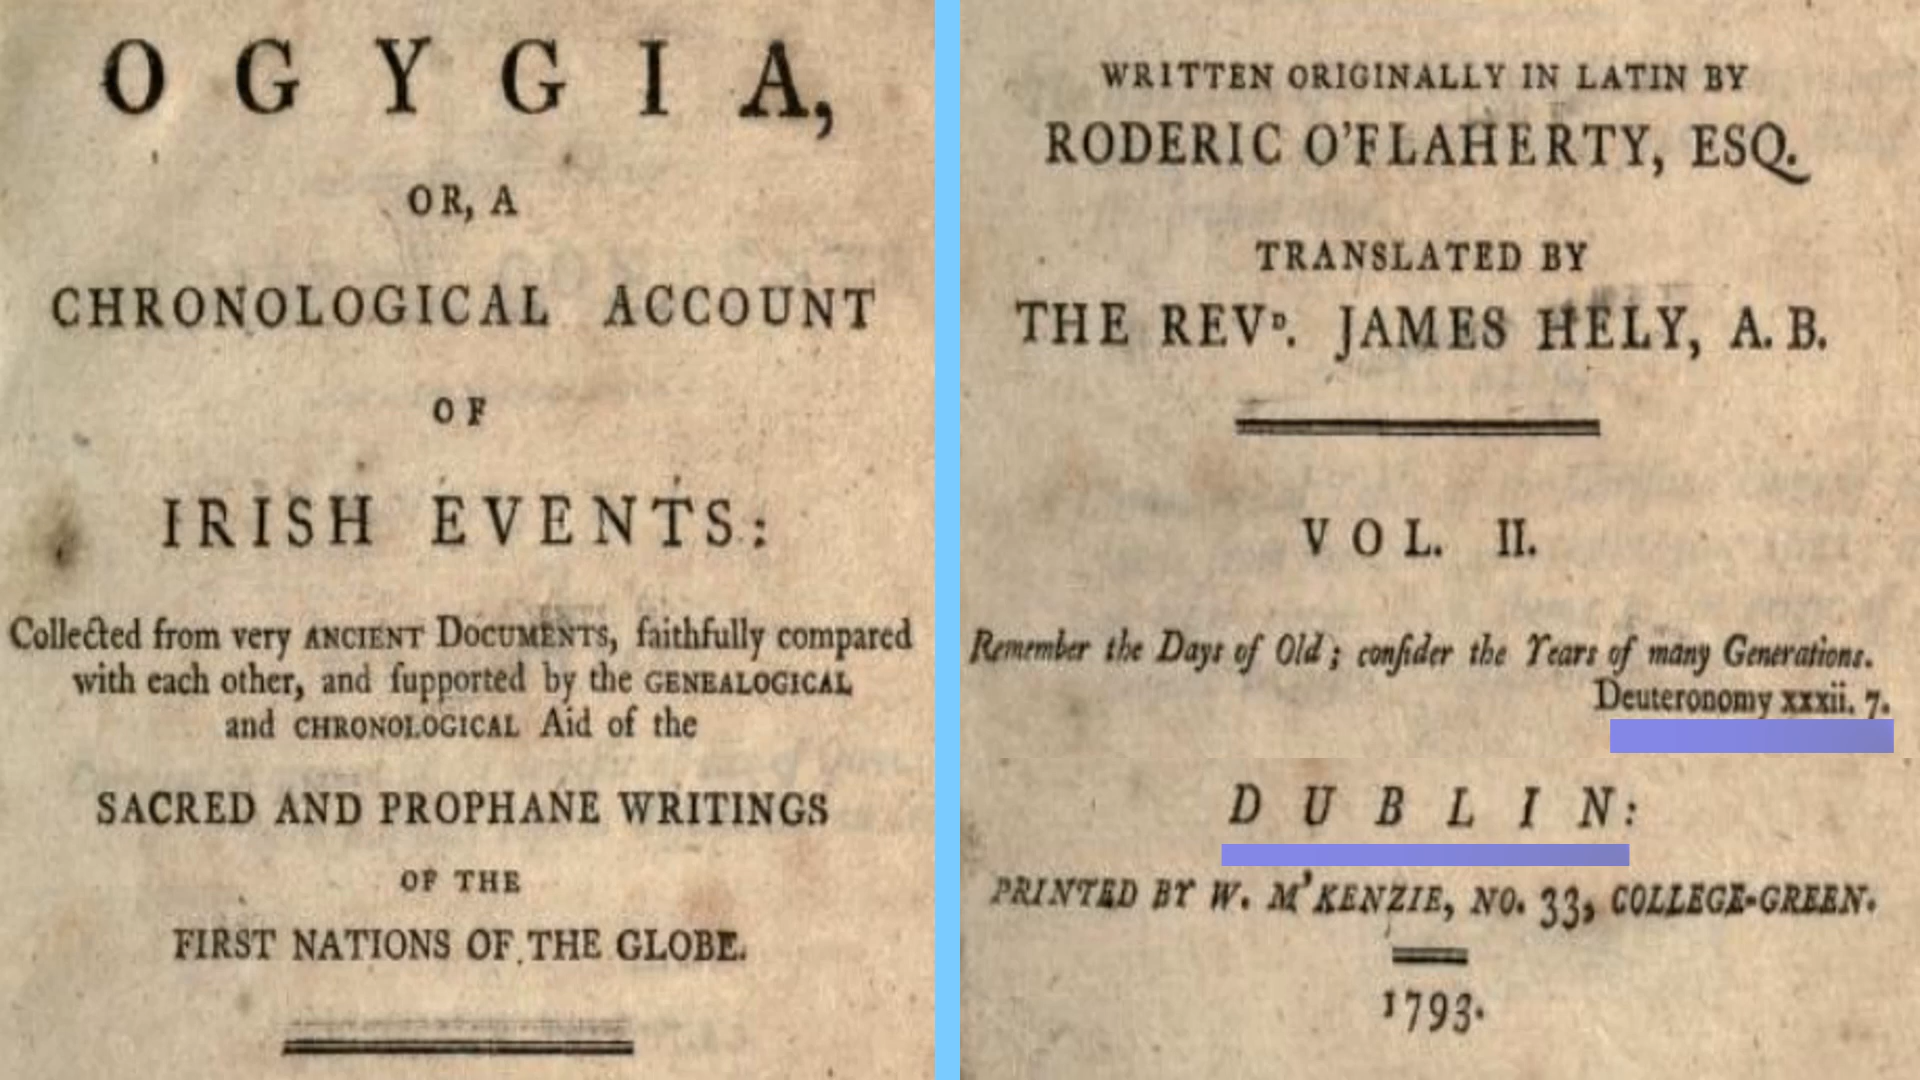 OGYGIA,
OR, A
CHRONOLOGICAL ACCOUNT
OF
IRISH EVENTS:
Collected from very ANCIENT DOCUMENTS, faithfully compared
with each other, and ſupported by the GENEALOGICAL
and CHRONOLOGICAL Aid of the
SACRED AND PROPHANE WRITINGS
OF THE
FIRST NATIONS OF THE GLOBE.
WRITTEN ORIGINALLY IN LATIN BY
RODERIC O'FLAHERTY, ESQ.
TRANSLATED BY
THE REVD. JAMES HELY, A. B.
VOL. II.
Remember the Days of Old; conſider the Years of many Generations.
Deuteronomy xxxii. 7.
DUBLIN:
PRINTED BY W. M'KENZIE, NO. 33, COLLEGE-GREEN.
1793.